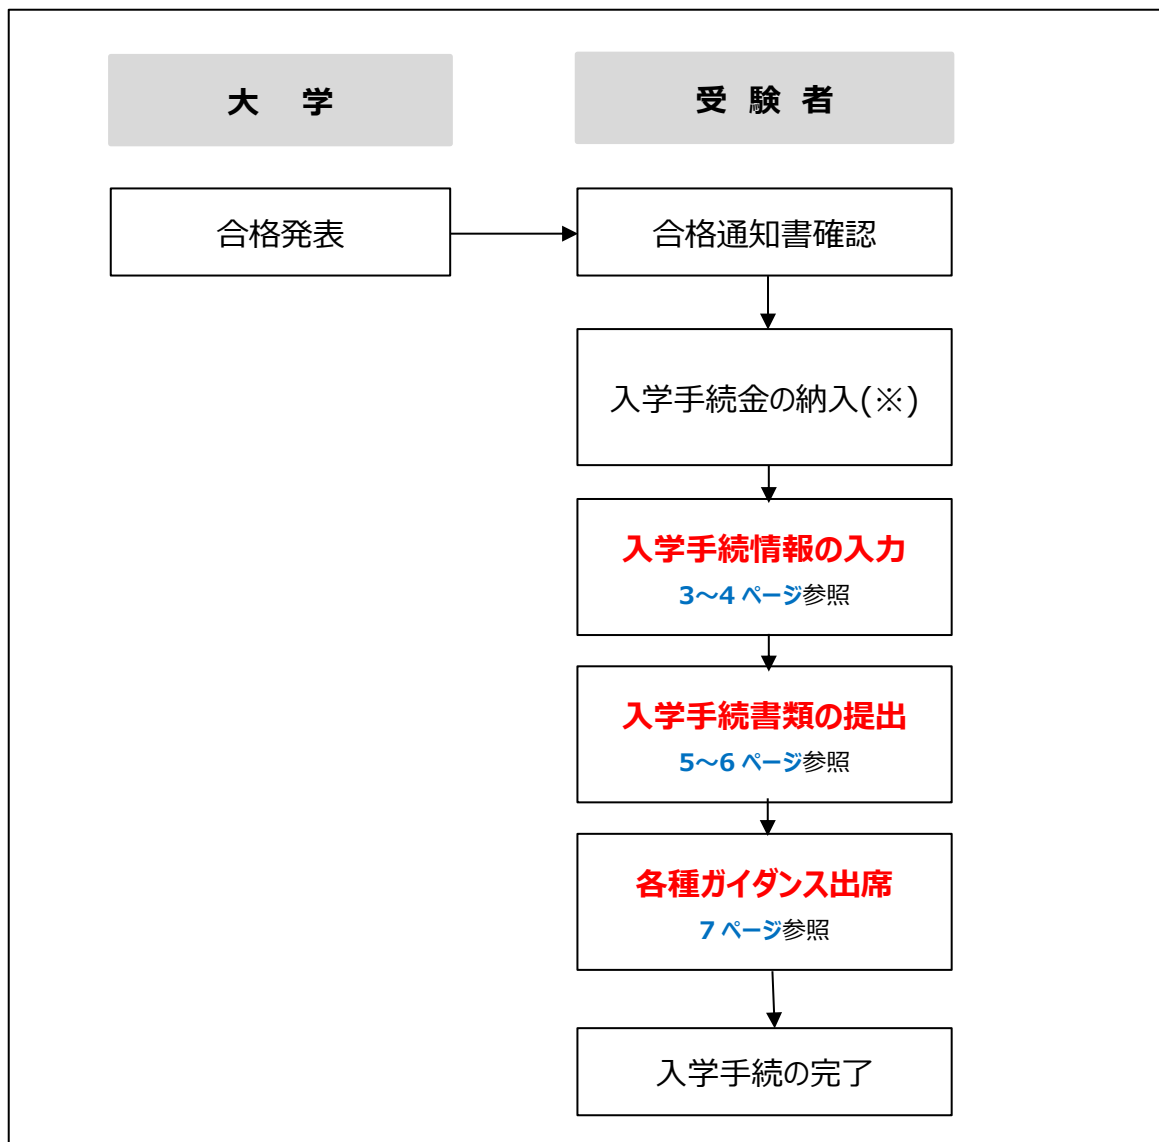 大 学
受 験 者
合格発表
合格通知書確認
入学手続金の納入(※)
入学手続情報の入力
3～4 ページ参照
入学手続書類の提出
5～6 ページ参照
各種ガイダンス出席
7 ページ参照
入学手続の完了